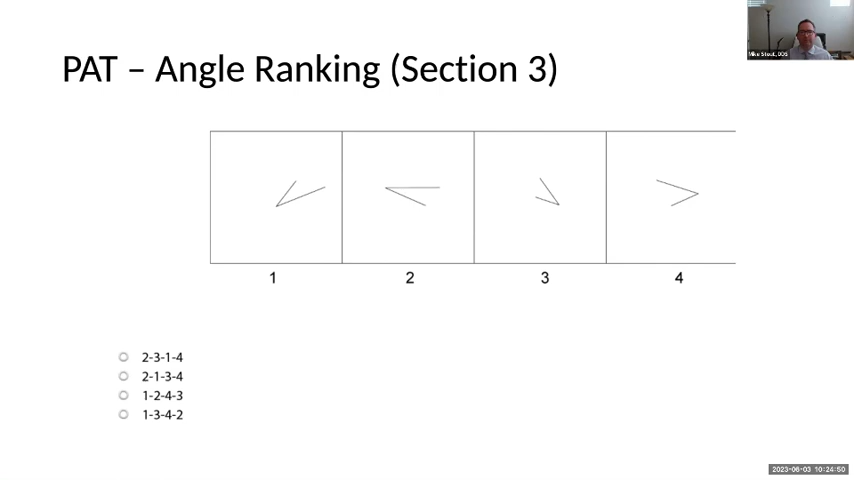 PAT – Angle Ranking (Section 3)
Mike Stout, DDS
1 2 3 4
2-3-1-4
2-1-3-4
1-2-4-3
1-3-4-2
2023-06-03 10:24:50